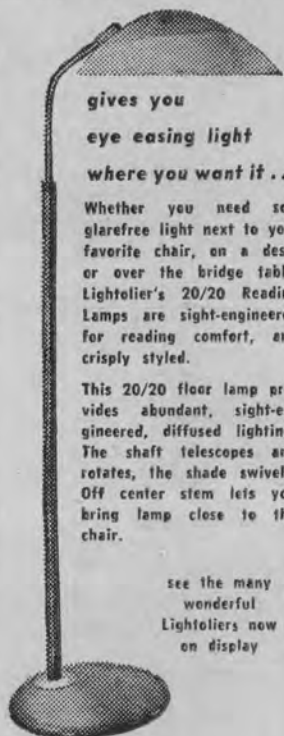 gives you
eye easing light
where you want it . .
Whether you need so
glarefree light next to yo
favorite chair, on a des
or over the bridge tabl
Lightolier's 20/20 Readin
Lamps are sight-engineere
for reading comfort, an
crisply styled.
This 20/20 floor lamp pr
vides abundant, sight-e
gineered, diffused lightin
The shaft telescopes an
rotates, the shade swivel
Off center stem lets yo
bring lamp close to th
chair.
see the many
wonderful
Lightoliers now
on display